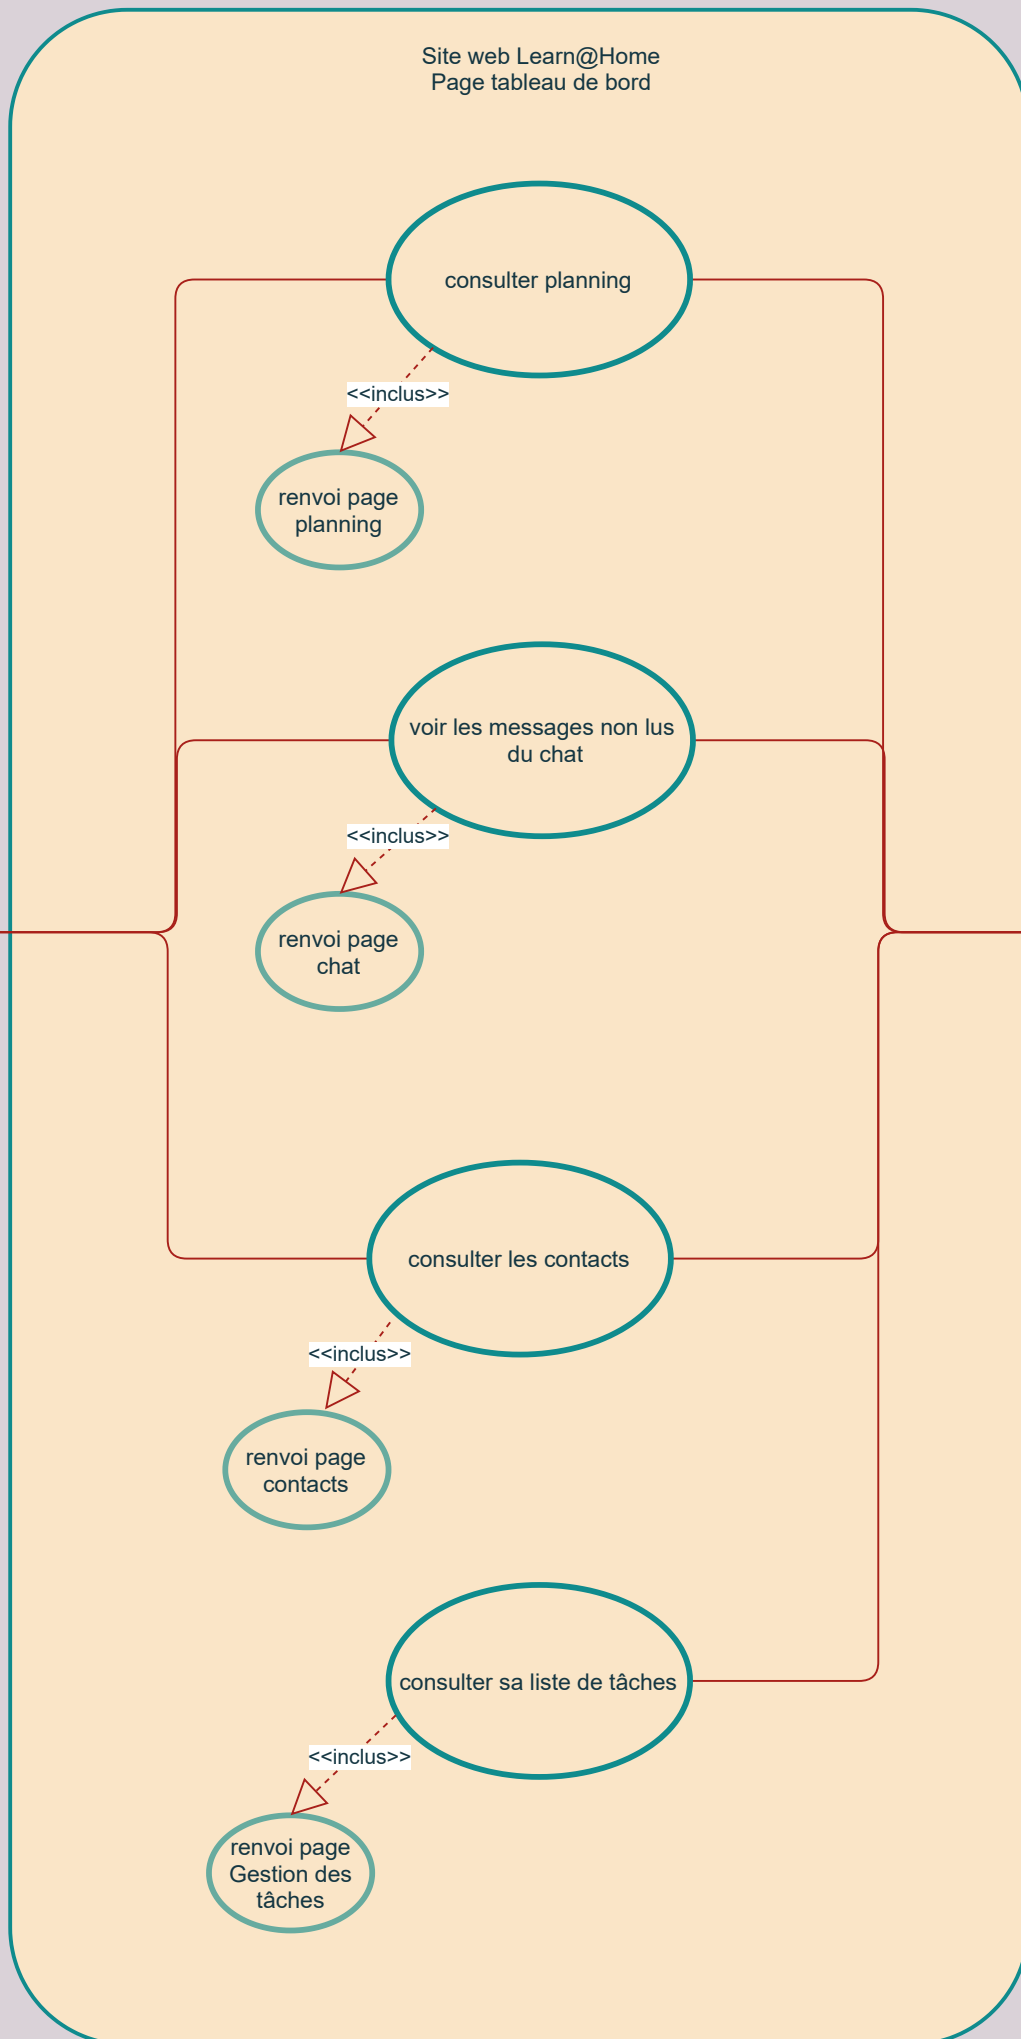 Site web Learn@Home
Page tableau de bord
consulter planning
<<inclus>>
renvoi page
planning
voir les messages non lus
du chat
<<inclus>>
renvoi page
chat
consulter les contacts
<<inclus>>
renvoi page
contacts
consulter sa liste de tâches
<<inclus>>
renvoi page
Gestion des
tâches